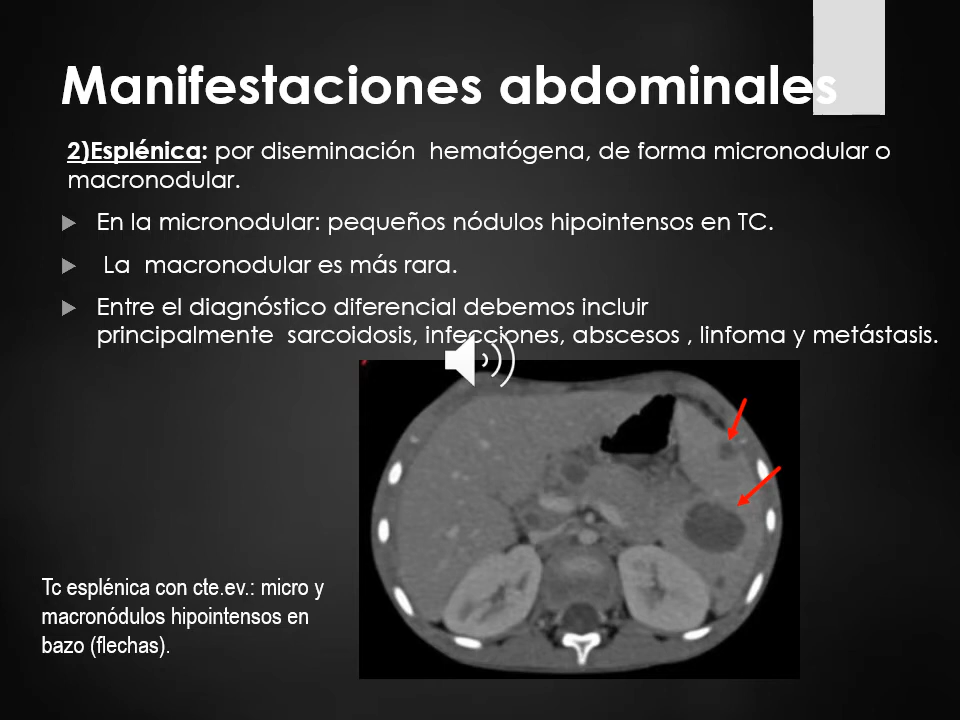 Manifestaciones abdominales
2)Esplénica: por diseminación hematógena, de forma micronodular o
macronodular.
En la micronodular: pequeños nódulos hipointensos en TC.
La macronodular es más rara.
Entre el diagnóstico diferencial debemos incluir
principalmente sarcoidosis, infecciones, abscesos , linfoma y metástasis.
Tc esplénica con cte.ev.: micro y
macronódulos hipointensos en
bazo (flechas).